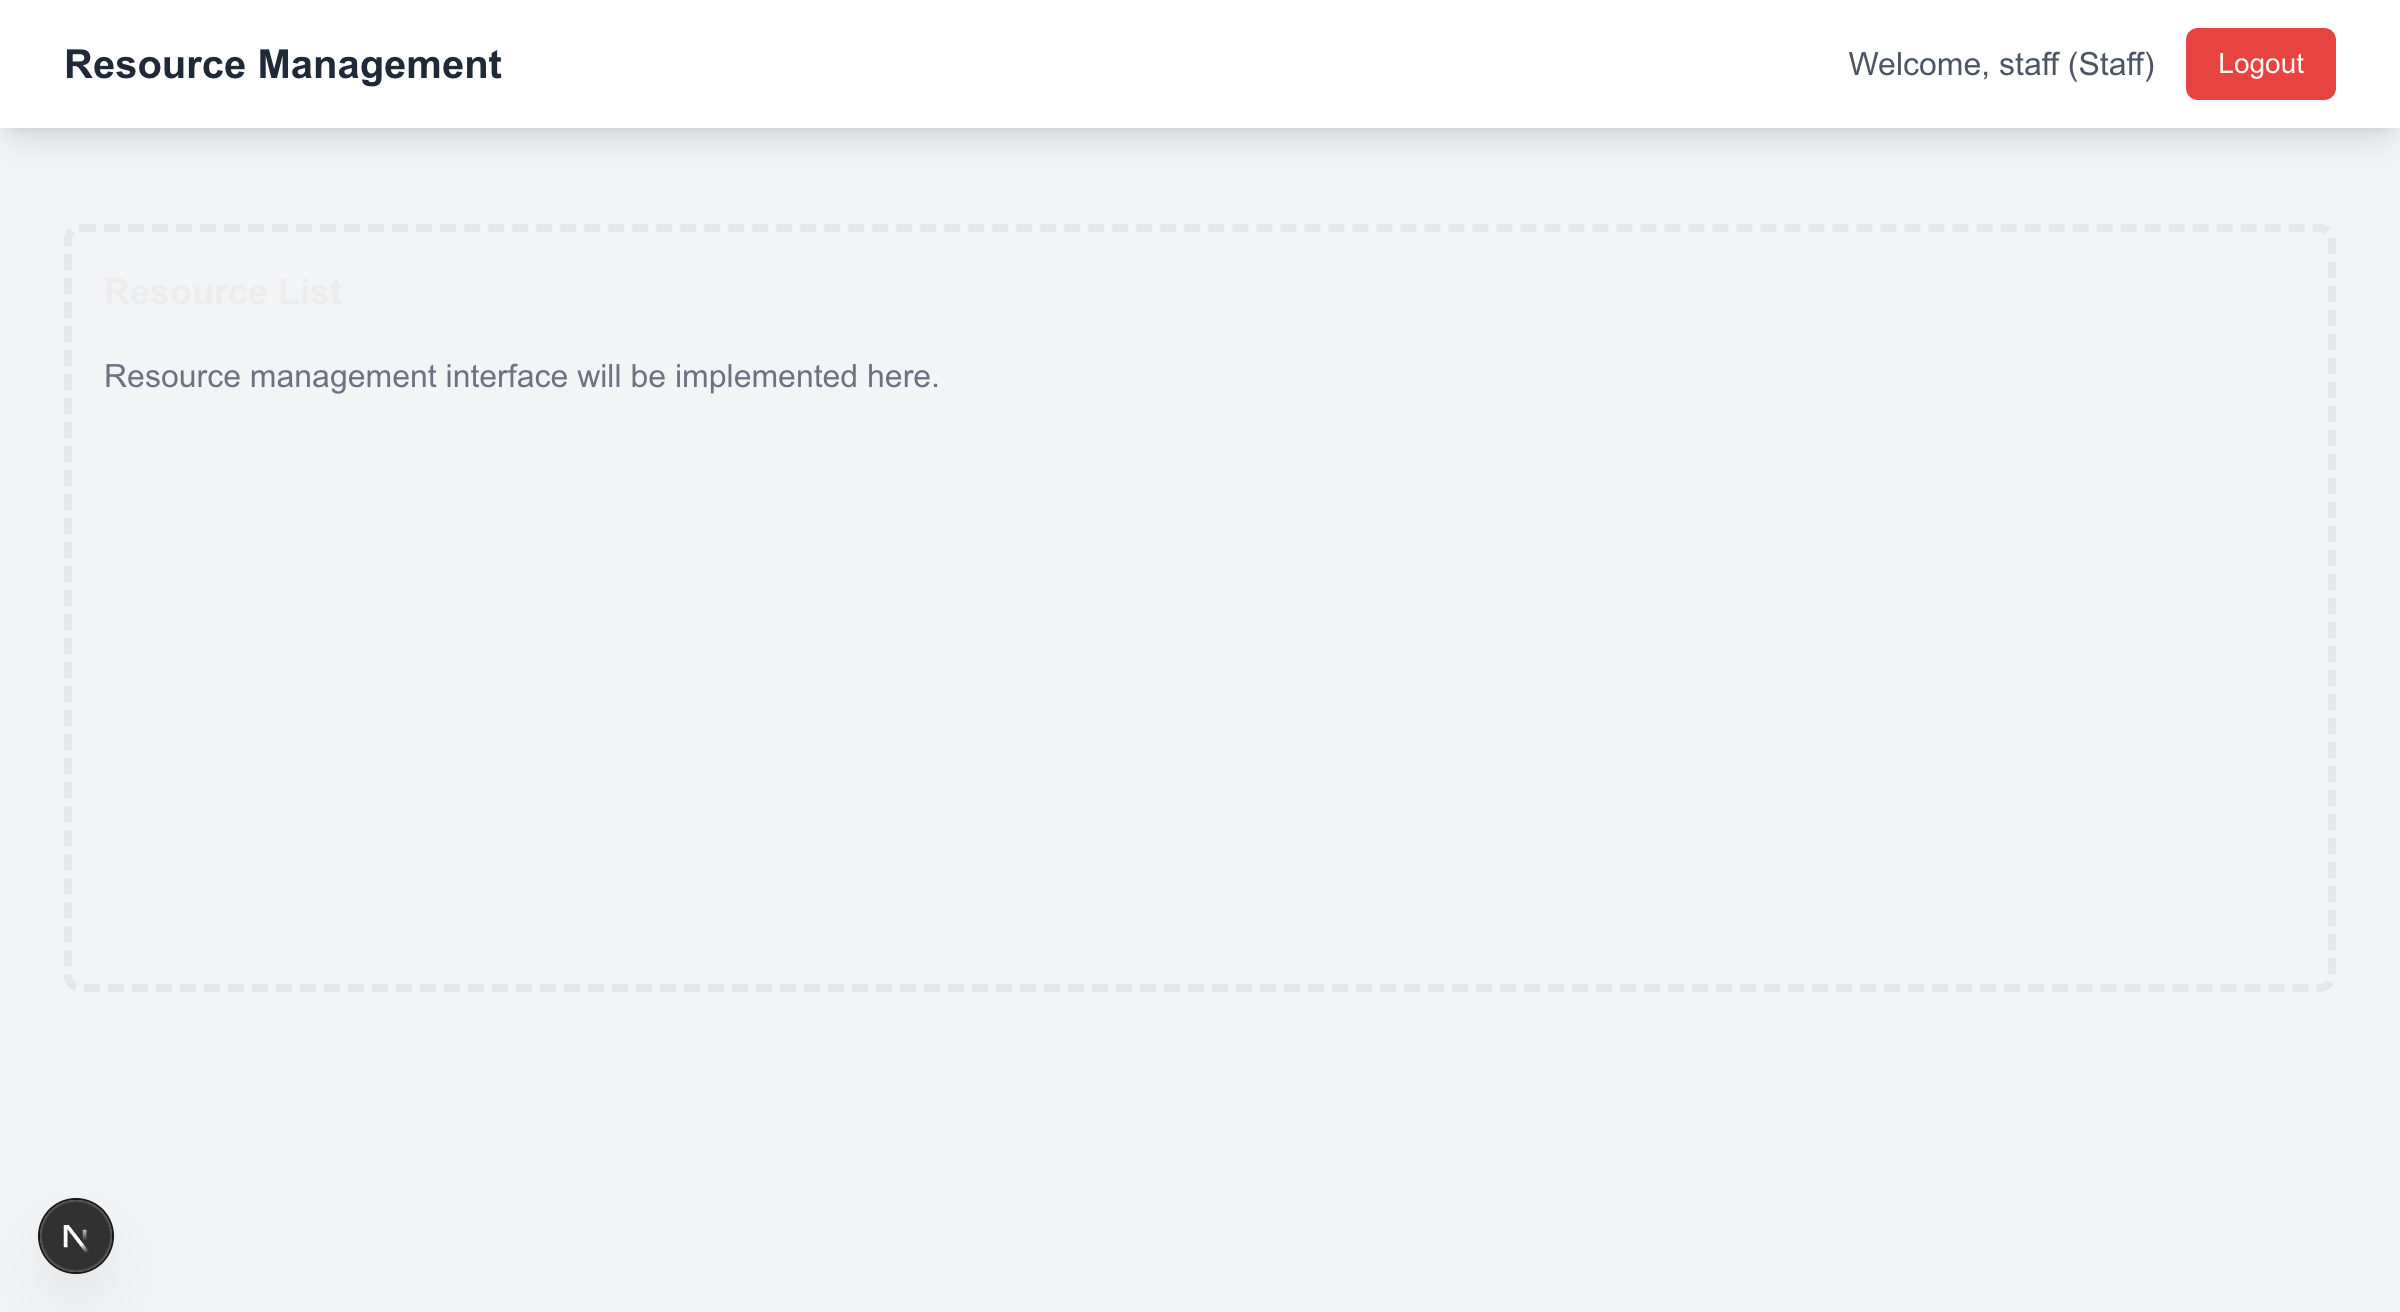 Resource Management
Welcome, staff (Staff)
Logout
Resource List
Resource management interface will be implemented here.
N